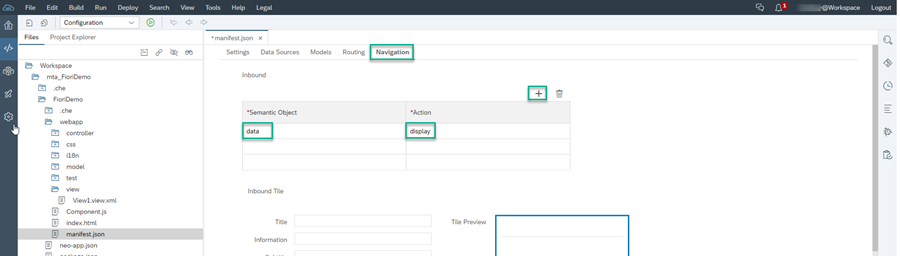 File Edit Build Run Deploy Search View Tools Help Legal 1 @Workspace Logout
Configuration
Files Project Explorer
*manifest.json ×
Settings Data Sources Models Routing Navigation
Inbound
*Semantic Object *Action
data display
Inbound Tile
Title Tile Preview
Information
Workspace
mta_FioriDemo
.che
FioriDemo
.che
webapp
controller
css
i18n
model
test
view
View1.view.xml
Component.js
index.html
manifest.json
neo-app.json